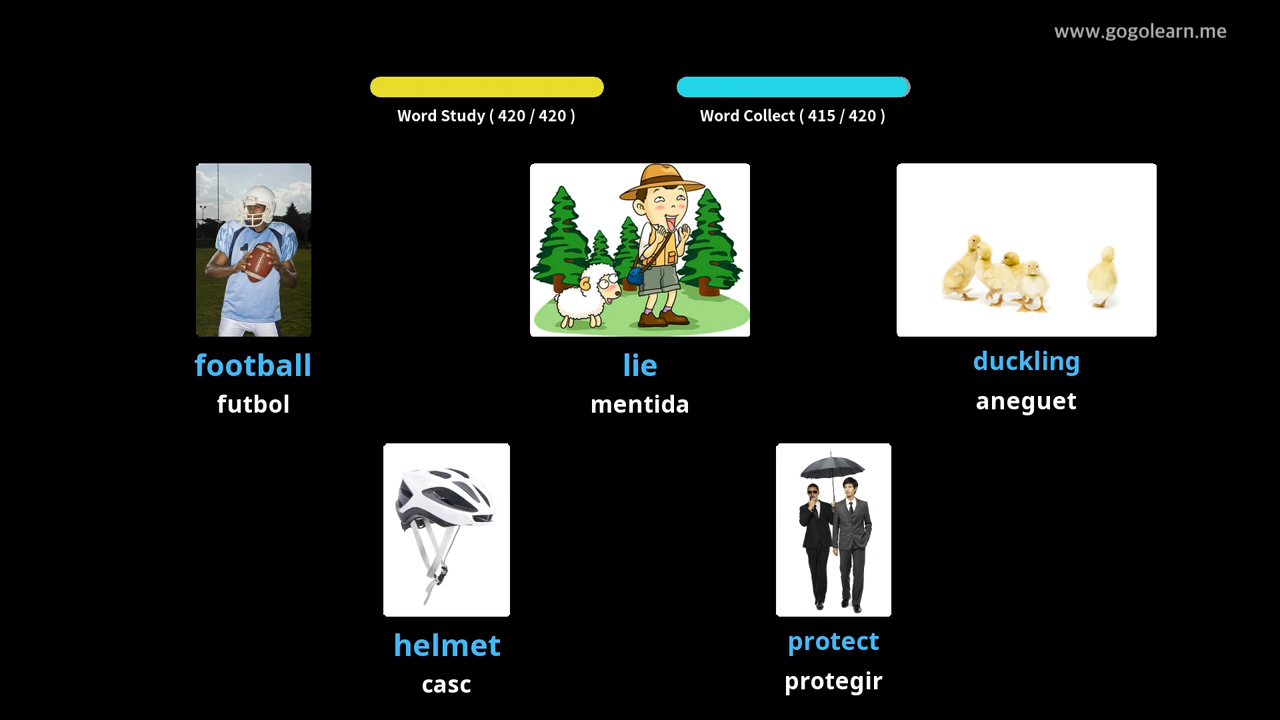 www.gogolearn.me
Word Study ( 420 / 420 )
Word Collect ( 415 / 420 )
football
futbol
lie
mentida
duckling
aneguet
helmet
casc
protect
protegir